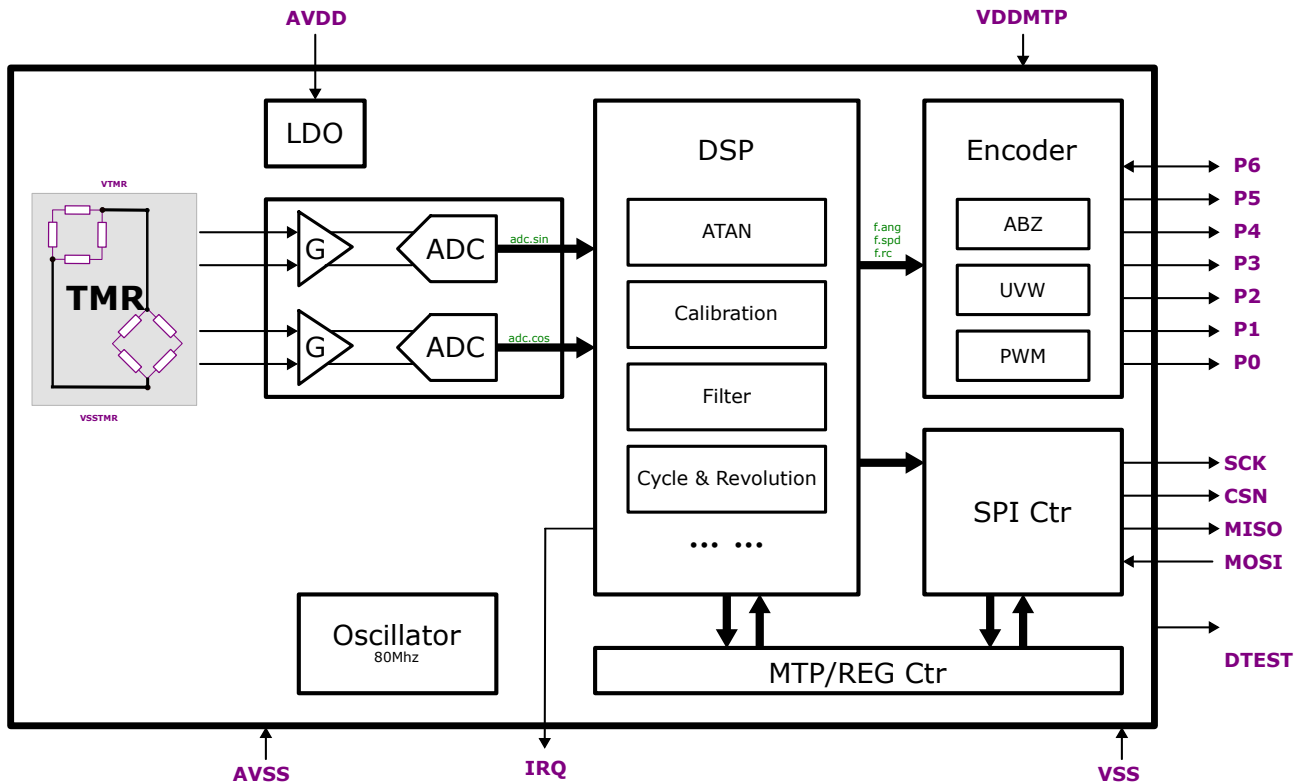 AVDD
VDDMTP
LDO
DSP
Encoder
P6
P5
P4
P3
P2
P1
P0
VTMR
TMR
VSSTMR
G
ADC
adc.sin
G
ADC
adc.cos
ATAN
Calibration
Filter
Cycle & Revolution
... ...
f.ang
f.spd
f.rc
ABZ
UVW
PWM
SPI Ctr
SCK
CSN
MISO
MOSI
DTEST
Oscillator
80Mhz
MTP/REG Ctr
AVSS
IRQ
VSS